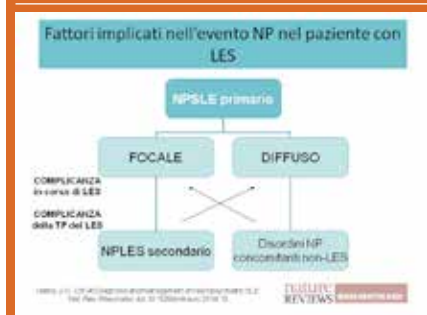 Fattori implicati nell'evento NP nel paziente con
LES
NPSLE primario
FOCALE
DIFFUSO
COMPLICANZA
in corso di LES
COMPLICANZA
della TP del LES
NPLES secondario
Disordini NP
concomitanti non-LES
nature
REVIEWS